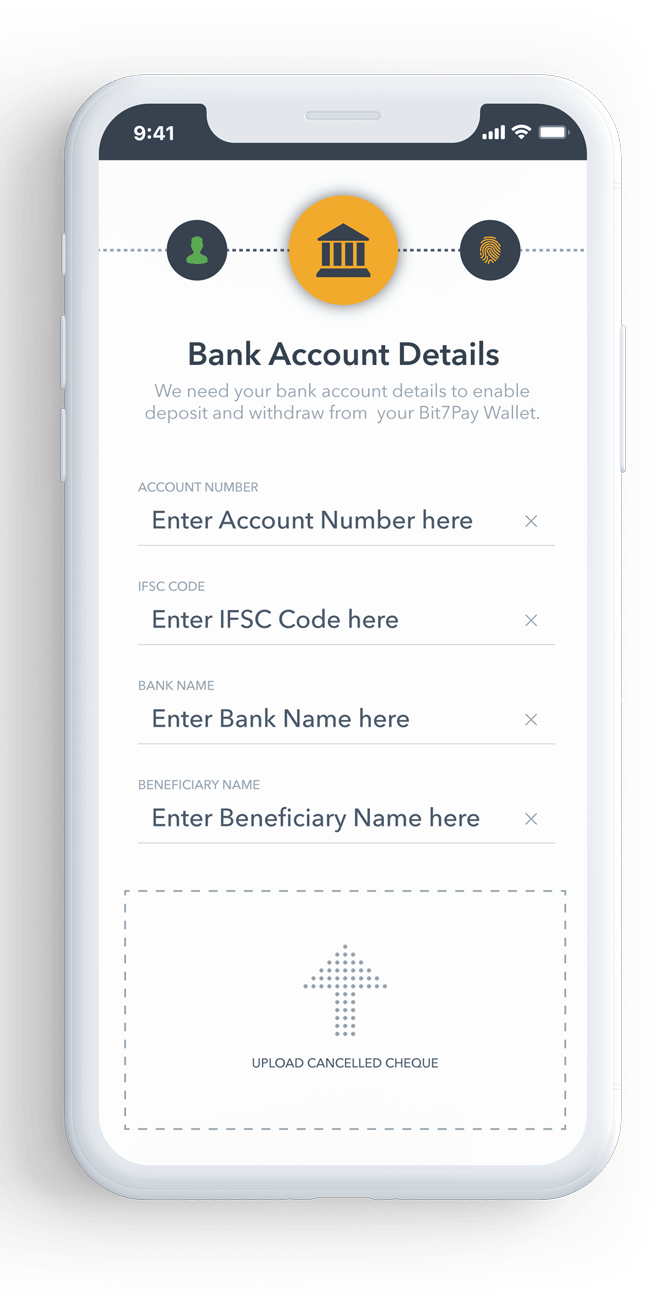 9:41
Bank Account Details
We need your bank account details to enable
deposit and withdraw from  your Bit7Pay Wallet.
ACCOUNT NUMBER
Enter Account Number here
IFSC CODE
Enter IFSC Code here
BANK NAME
Enter Bank Name here
BENEFICIARY NAME
Enter Beneficiary Name here
UPLOAD CANCELLED CHEQUE